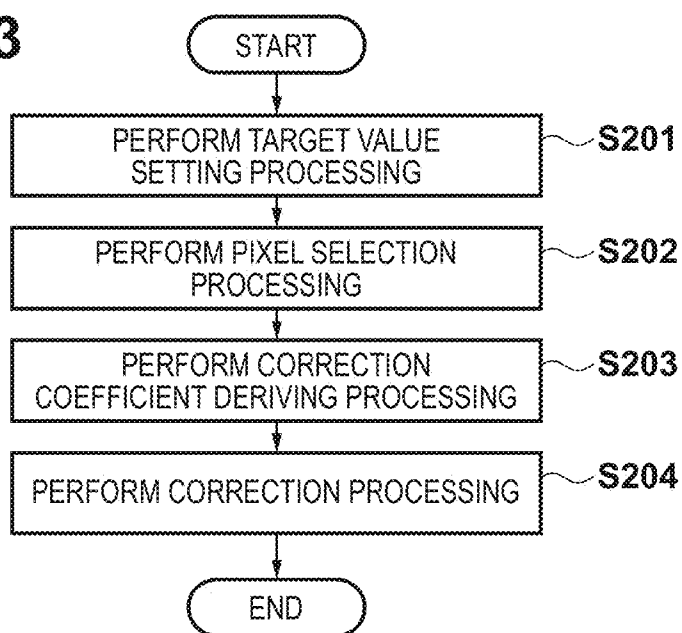 3
START
PERFORM TARGET VALUE
SETTING PROCESSING
S201
PERFORM PIXEL SELECTION
PROCESSING
S202
PERFORM CORRECTION
COEFFICIENT DERIVING PROCESSING
S203
PERFORM CORRECTION PROCESSING
S204
END